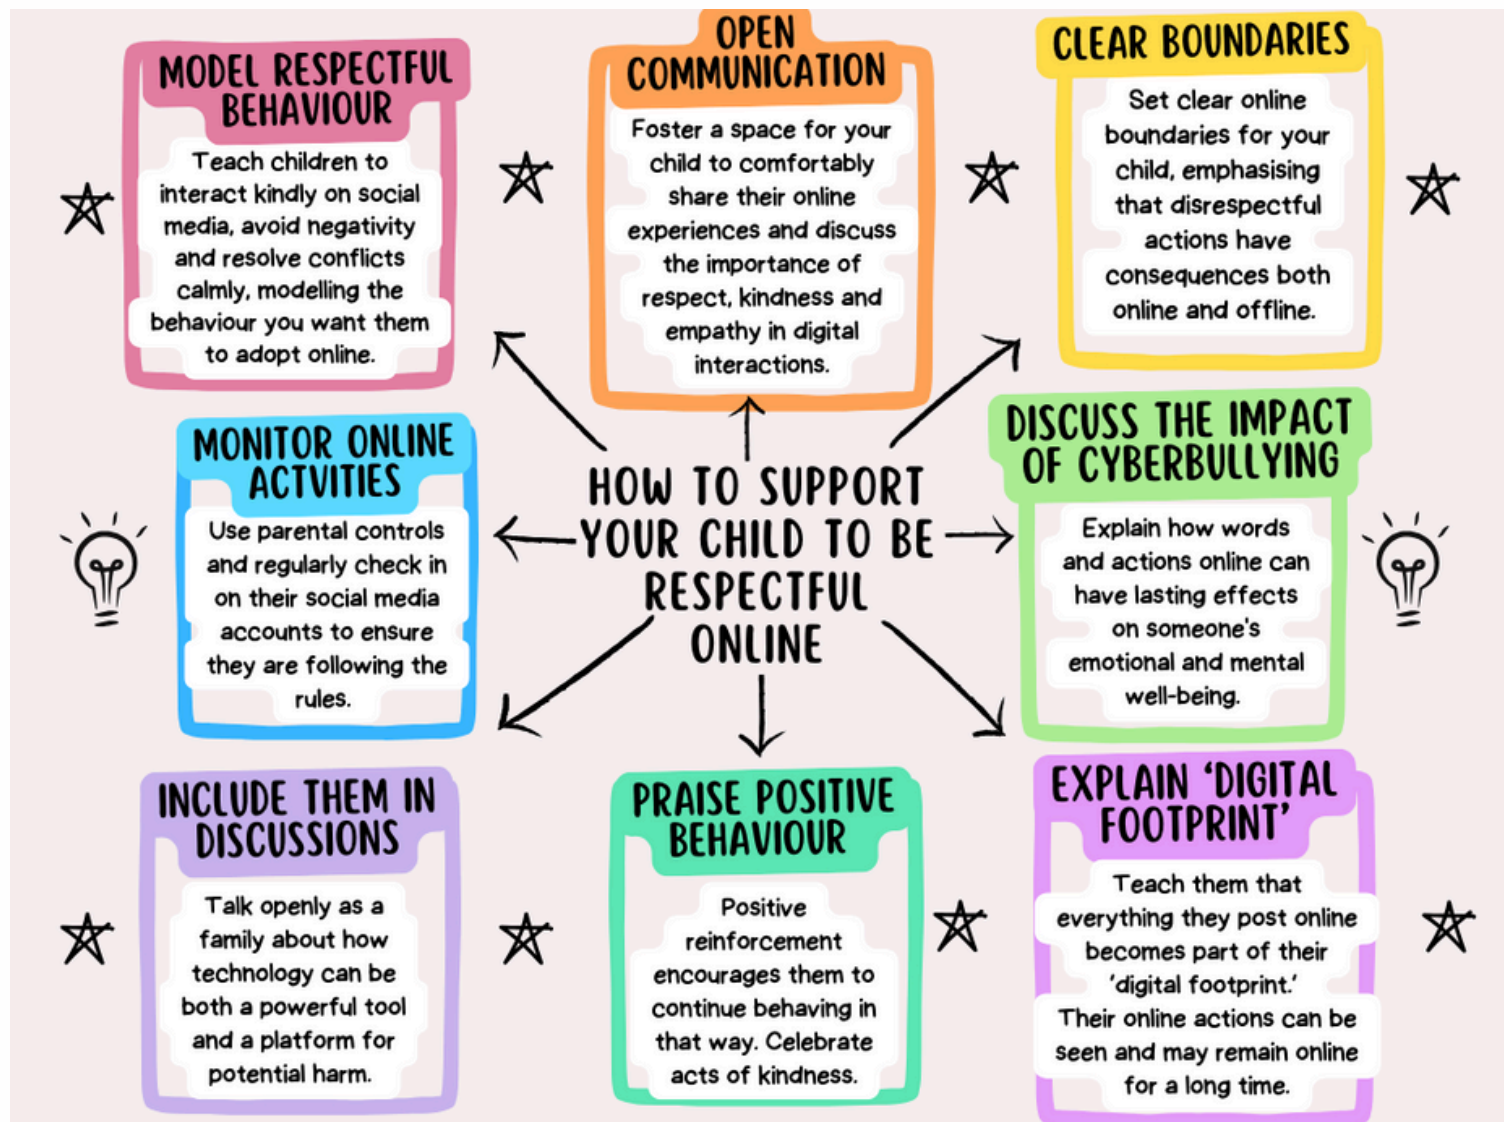 MODEL RESPECTFUL
BEHAVIOUR
Teach children to
interact kindly on social
media, avoid negativity
and resolve conflicts
calmly, modelling the
behaviour you want them
to adopt online.
OPEN
COMMUNICATION
Foster a space for your
child to comfortably
share their online
experiences and discuss
the importance of
respect, kindness and
empathy in digital
interactions.
CLEAR BOUNDARIES
Set clear online
boundaries for your
child, emphasising
that disrespectful
actions have
consequences both
online and offline.
MONITOR ONLINE
ACTVITIES
Use parental controls
and regularly check in
on their social media
accounts to ensure
they are following the
rules.
HOW TO SUPPORT
YOUR CHILD TO BE
RESPECTFUL
ONLINE
DISCUSS THE IMPACT
OF CYBERBULLYING
Explain how words
and actions online can
have lasting effects
on someone's
emotional and mental
well-being.
INCLUDE THEM IN
DISCUSSIONS
Talk openly as a
family about how
technology can be
both a powerful tool
and a platform for
potential harm.
PRAISE POSITIVE
BEHAVIOUR
Positive
reinforcement
encourages them to
continue behaving in
that way. Celebrate
acts of kindness.
EXPLAIN ‘DIGITAL
FOOTPRINT’
Teach them that
everything they post online
becomes part of their
‘digital footprint.’
Their online actions can be
seen and may remain online
for a long time.